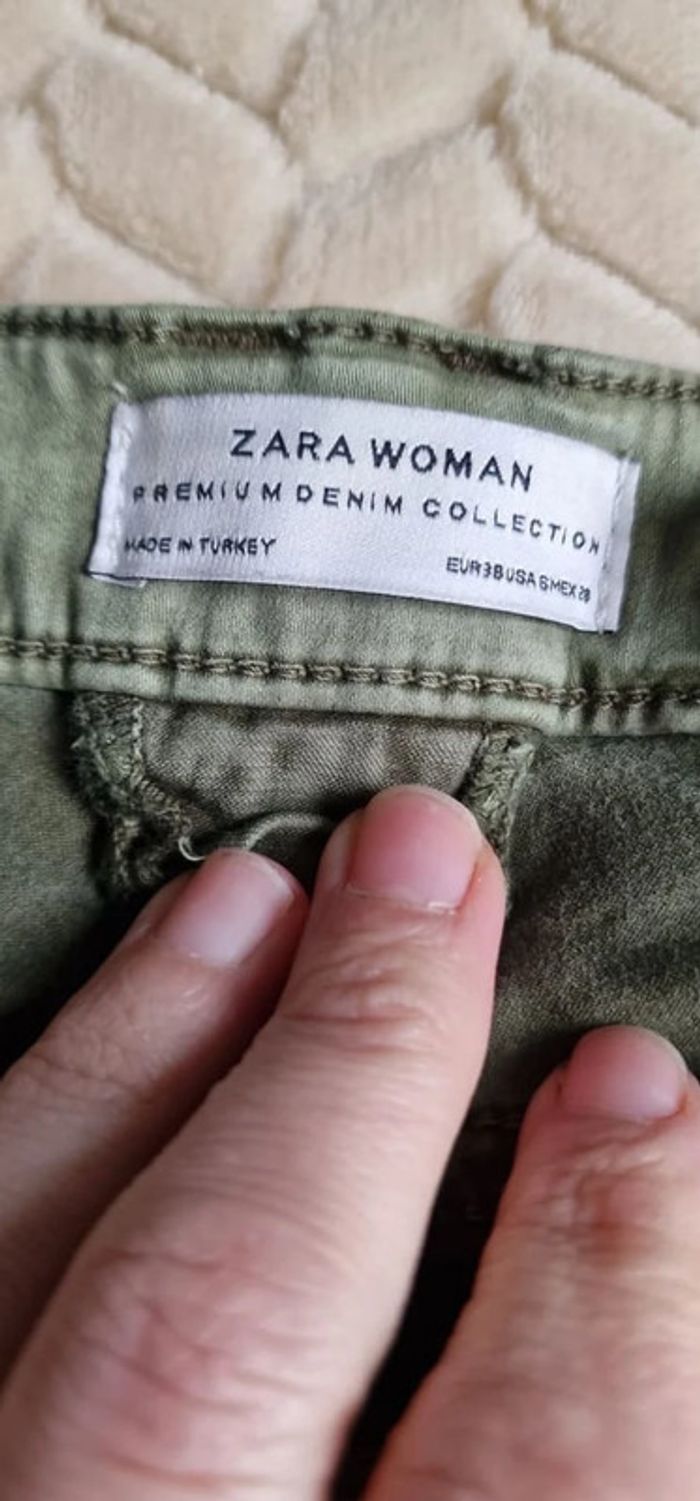 ZARA WOMAN
PREMIUM DENIM COLLECTION
MADE IN TURKEY
EUR 38 USA 6 MEX 28